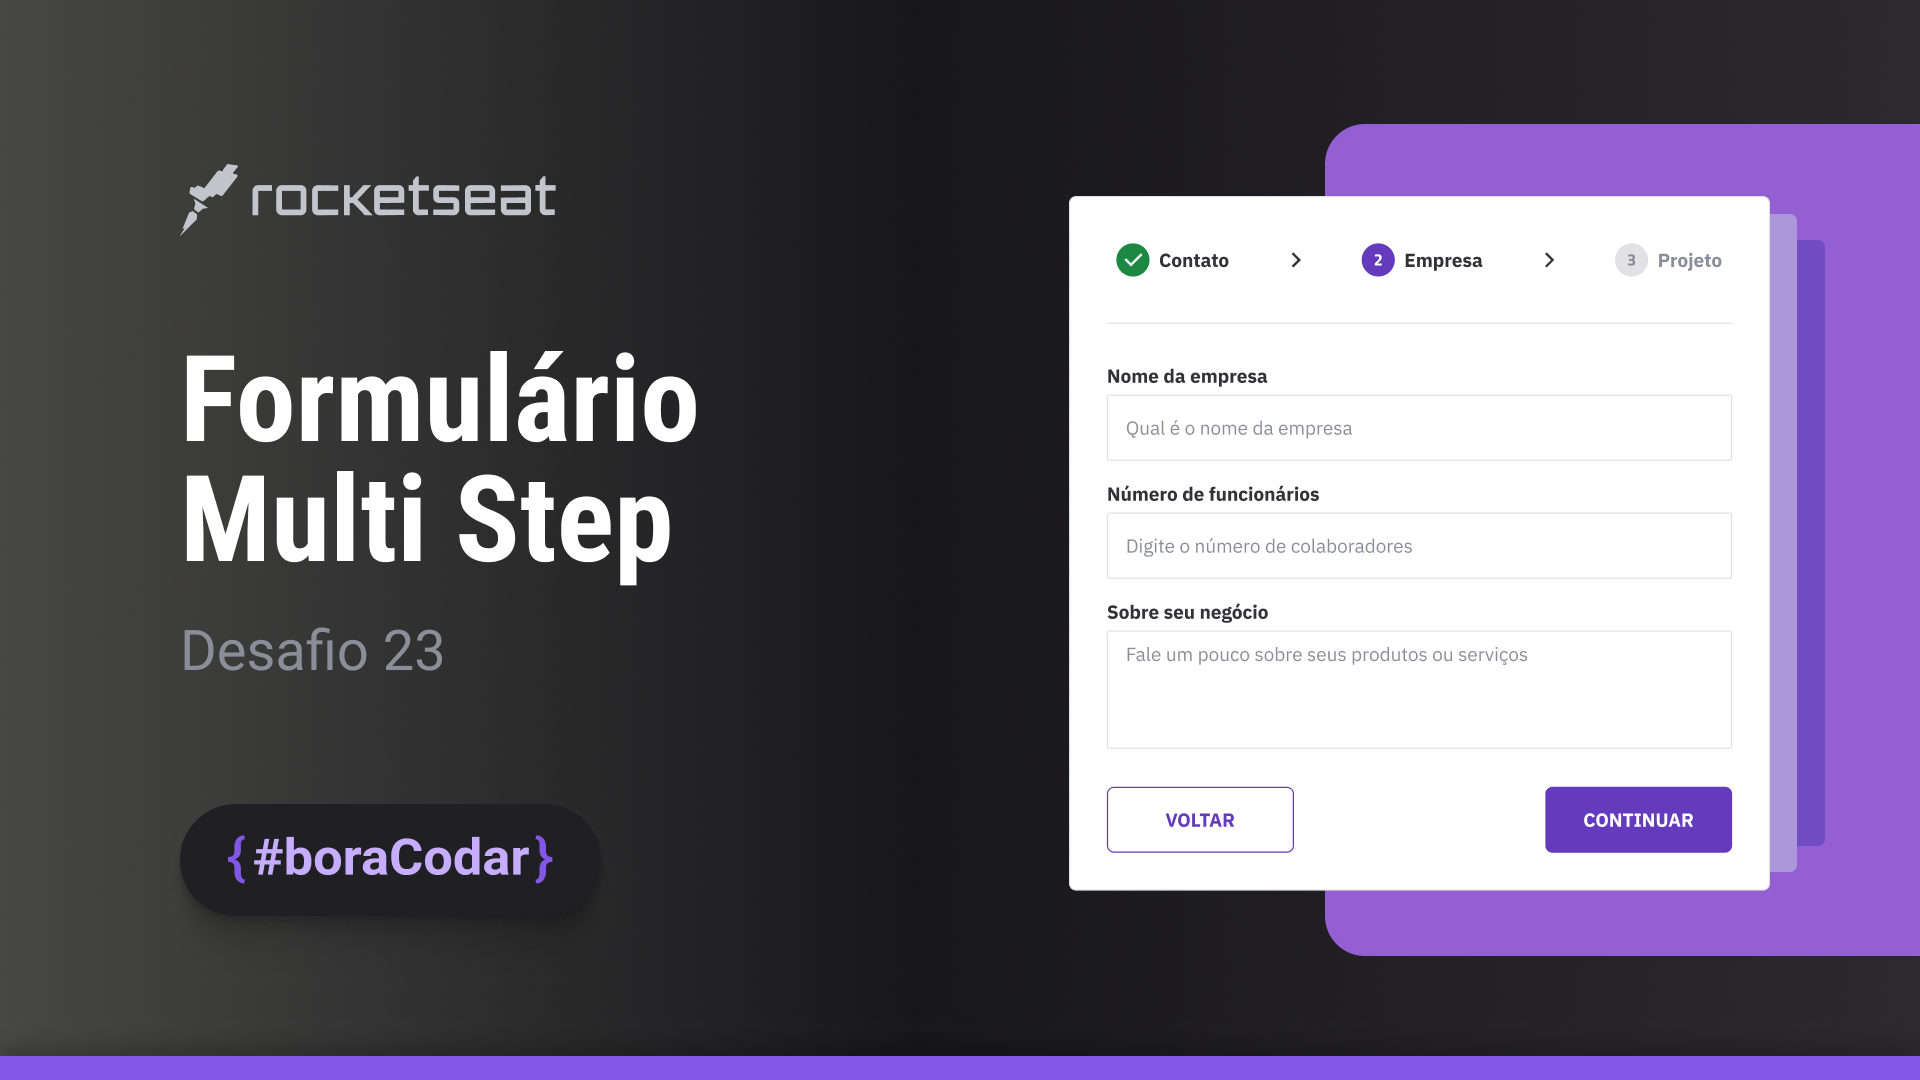 rocketseat
Formulário
Multi Step
Desafio 23
{#boraCodar}
Contato
2 Empresa
3 Projeto
Nome da empresa
Qual é o nome da empresa
Número de funcionários
Digite o número de colaboradores
Sobre seu negócio
Fale um pouco sobre seus produtos ou serviços
VOLTAR
CONTINUAR